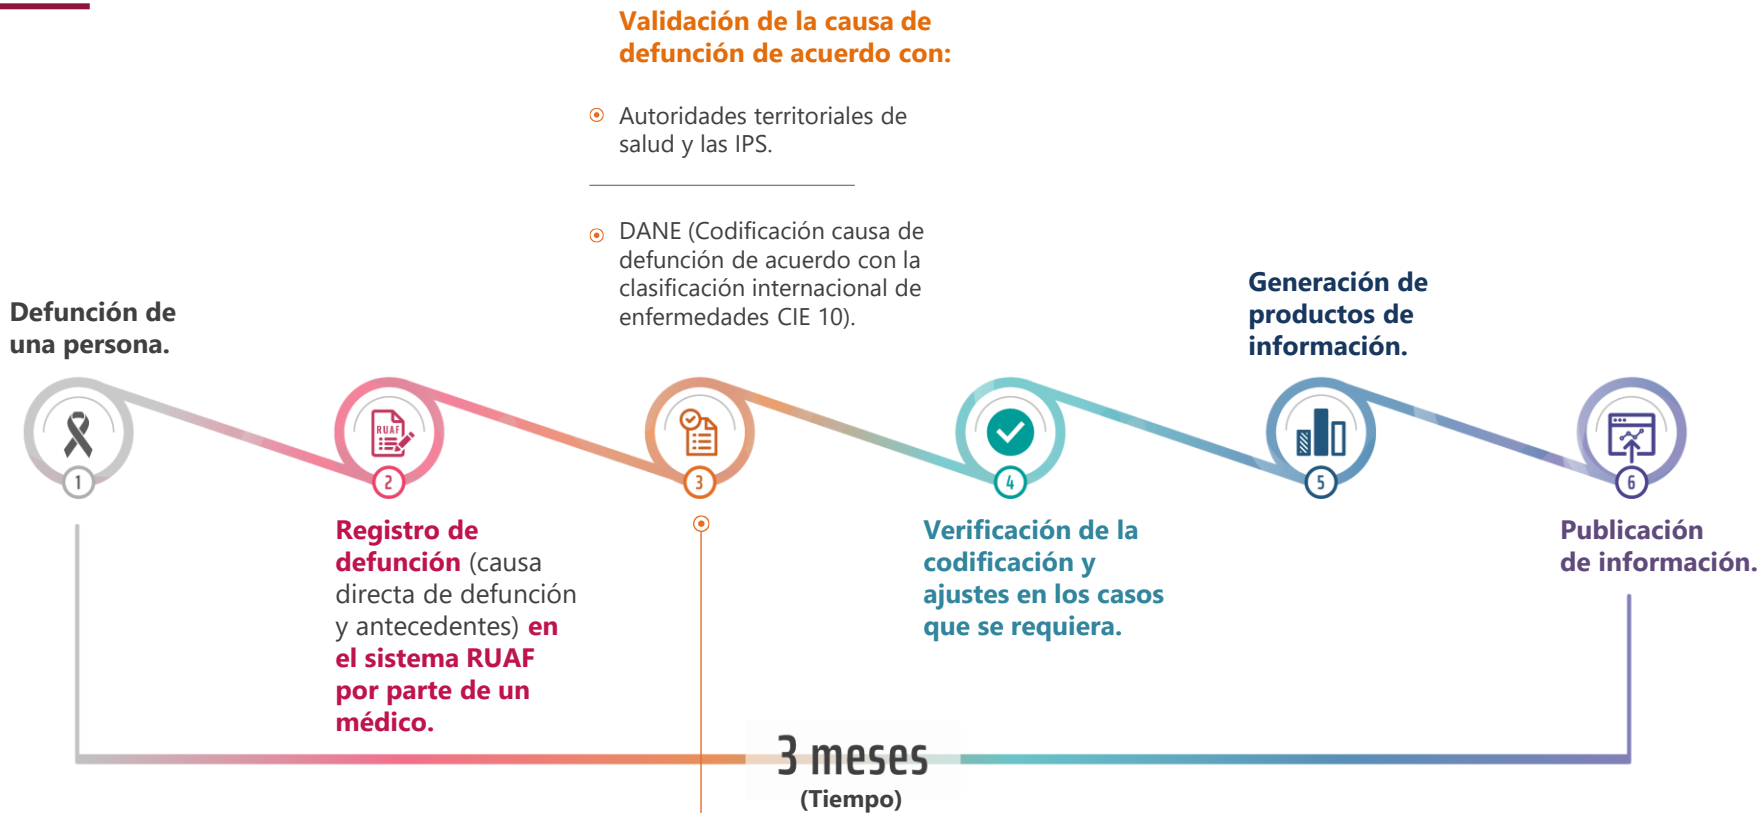 Validación de la causa de
defunción de acuerdo con:
Autoridades territoriales de
salud y las IPS.
DANE (Codificación causa de
defunción de acuerdo con la
clasificación internacional de
enfermedades CIE 10).
Defunción de
una persona.
Generación de
productos de
información.
RUAF
1
2
3
4
5
6
Registro de
defunción (causa
directa de defunción
y antecedentes) en
el sistema RUAF
por parte de un
médico.
Verificación de la
codificación y
ajustes en los casos
que se requiera.
Publicación
de información.
3 meses
(Tiempo)